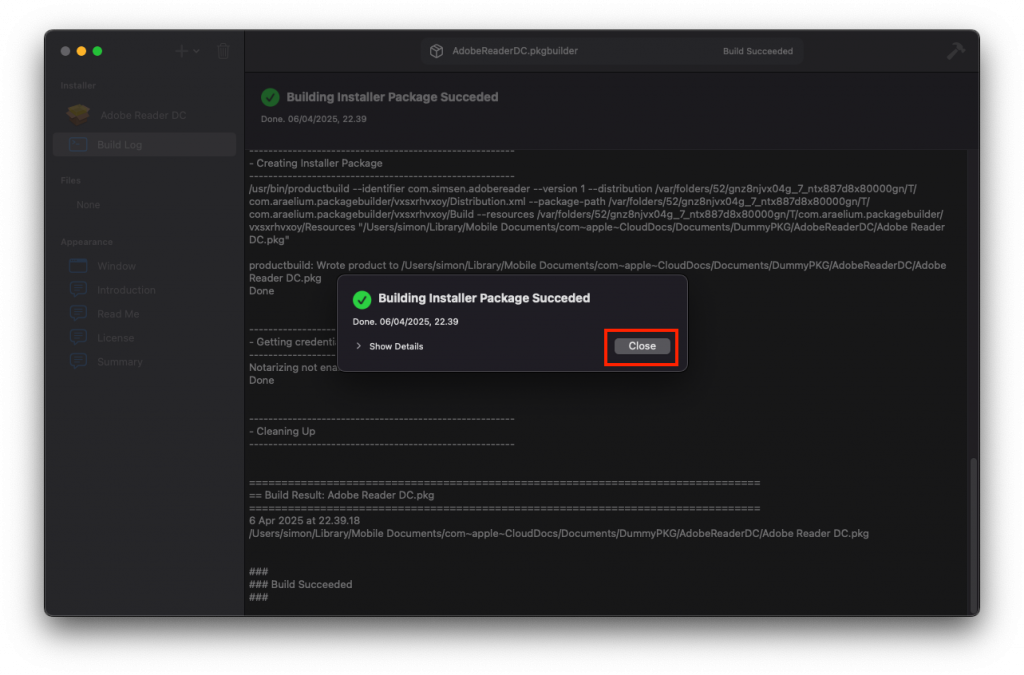 AdobeReaderDC.pkgbuilder
Build Succeeded
Installer
Adobe Reader DC
Build Log
Files
None
Appearance
Window
Introduction
Read Me
License
Summary
Building Installer Package Succeded
Done. 06/04/2025, 22.39
------------------------------------------------------
- Creating Installer Package
------------------------------------------------------
/usr/bin/productbuild --identifier com.simsen.adobereader --version 1 --distribution /var/folders/52/gnz8njvx04g_7_ntx887d8x80000gn/T/
com.araelium.packagebuilder/vxsxrhvxoy/Distribution.xml --package-path /var/folders/52/gnz8njvx04g_7_ntx887d8x80000gn/T/
com.araelium.packagebuilder/vxsxrhvxoy/Build --resources /var/folders/52/gnz8njvx04g_7_ntx887d8x80000gn/T/com.araelium.packagebuilder/
vxsxrhvxoy/Resources "/Users/simon/Library/Mobile Documents/com~apple~CloudDocs/Documents/DummyPKG/AdobeReaderDC/Adobe Reader
DC.pkg"
productbuild: Wrote product to /Users/simon/Library/Mobile Documents/com~apple~CloudDocs/Documents/DummyPKG/AdobeReaderDC/Adobe
Reader DC.pkg
Done
------------------
- Getting credenti
------------------
Notarizing not ena
Done
Building Installer Package Succeded
Done. 06/04/2025, 22.39
Show Details
Close
------------------------------------------------------
- Cleaning Up
------------------------------------------------------
==============================================================================
== Build Result: Adobe Reader DC.pkg
==============================================================================
6 Apr 2025 at 22.39.18
/Users/simon/Library/Mobile Documents/com~apple~CloudDocs/Documents/DummyPKG/AdobeReaderDC/Adobe Reader DC.pkg
###
### Build Succeeded
###